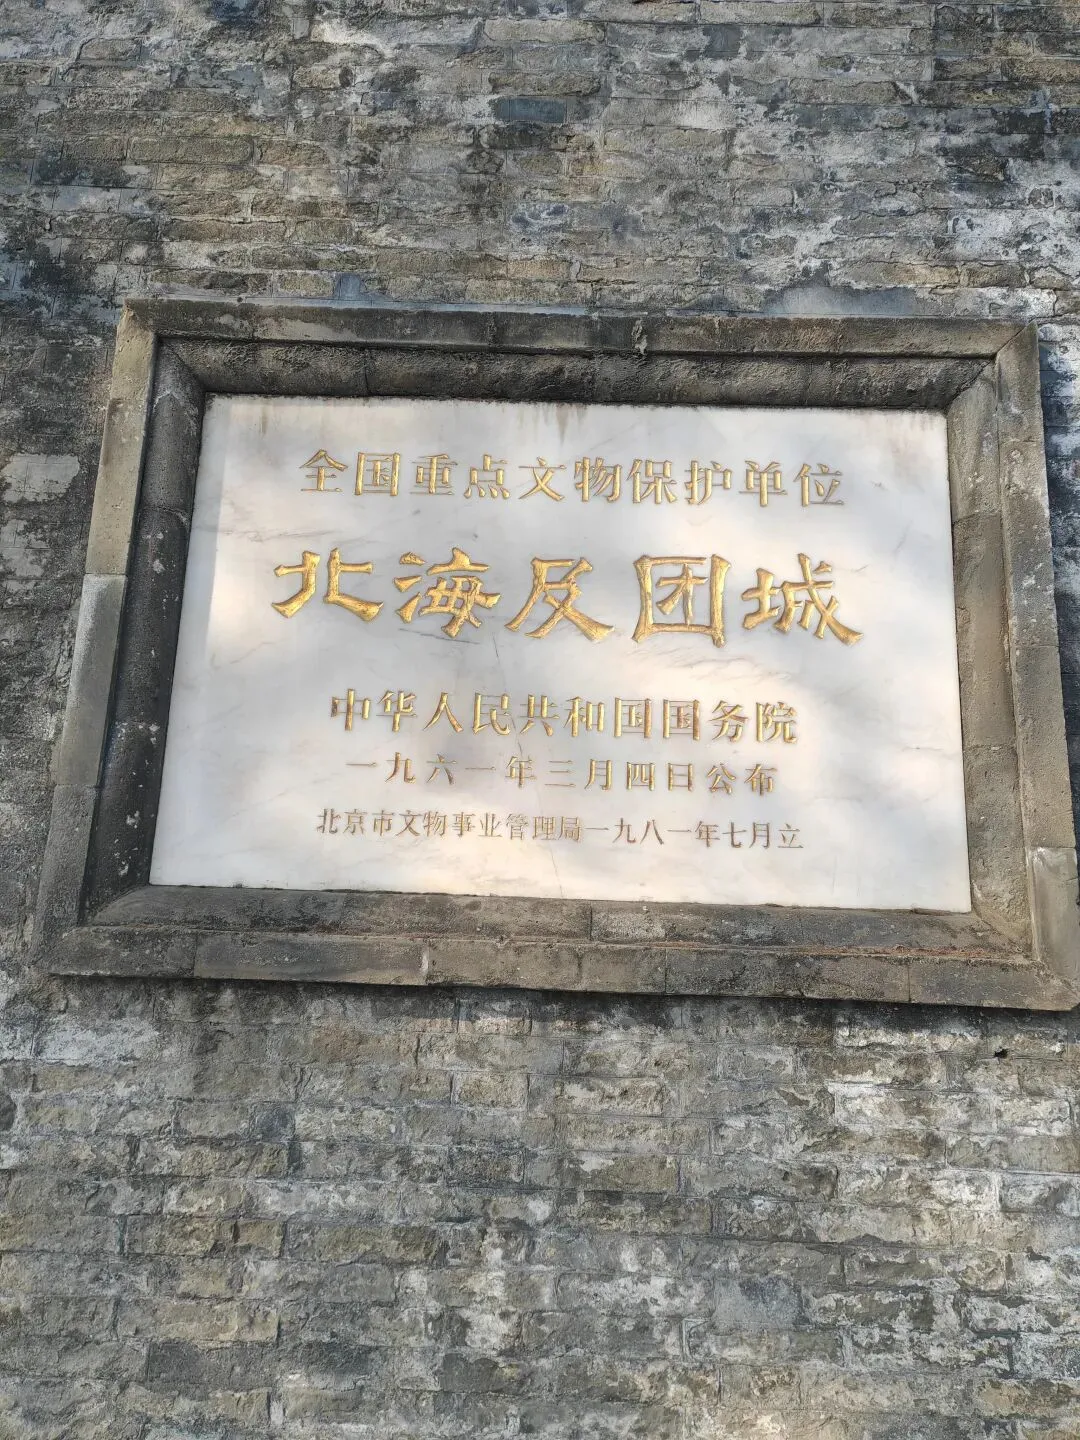 全国重点文物保护单位
北海及团城
中华人民共和国国务院
一九六一年三月四日公布
北京市文物事业管理局一九八一年七月立